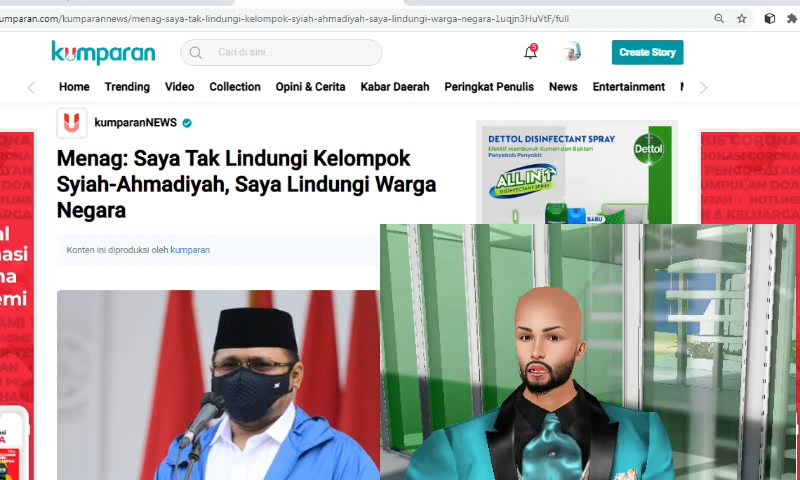 umparan.com/kumparannews/menag-saya-tak-lindungi-kelompok-syiah-ahmadiyah-saya-lindungi-warga-negara-1uqjn3HuVtF/full
kumparan
Cari di sini...
5
Create Story
Home Trending Video Collection Opini & Cerita Kabar Daerah Peringkat Penulis News Entertainment
kumparanNEWS
Menag: Saya Tak Lindungi Kelompok
Syiah-Ahmadiyah, Saya Lindungi Warga
Negara
Konten ini diproduksi oleh kumparan
DETTOL DISINFECTANT SPRAY
Efektif Membunuh Kuman dan Bakteri
Penyebab Penyakit
Dettol
ALL IN 1
DISINFECTANT SPRAY
BARU